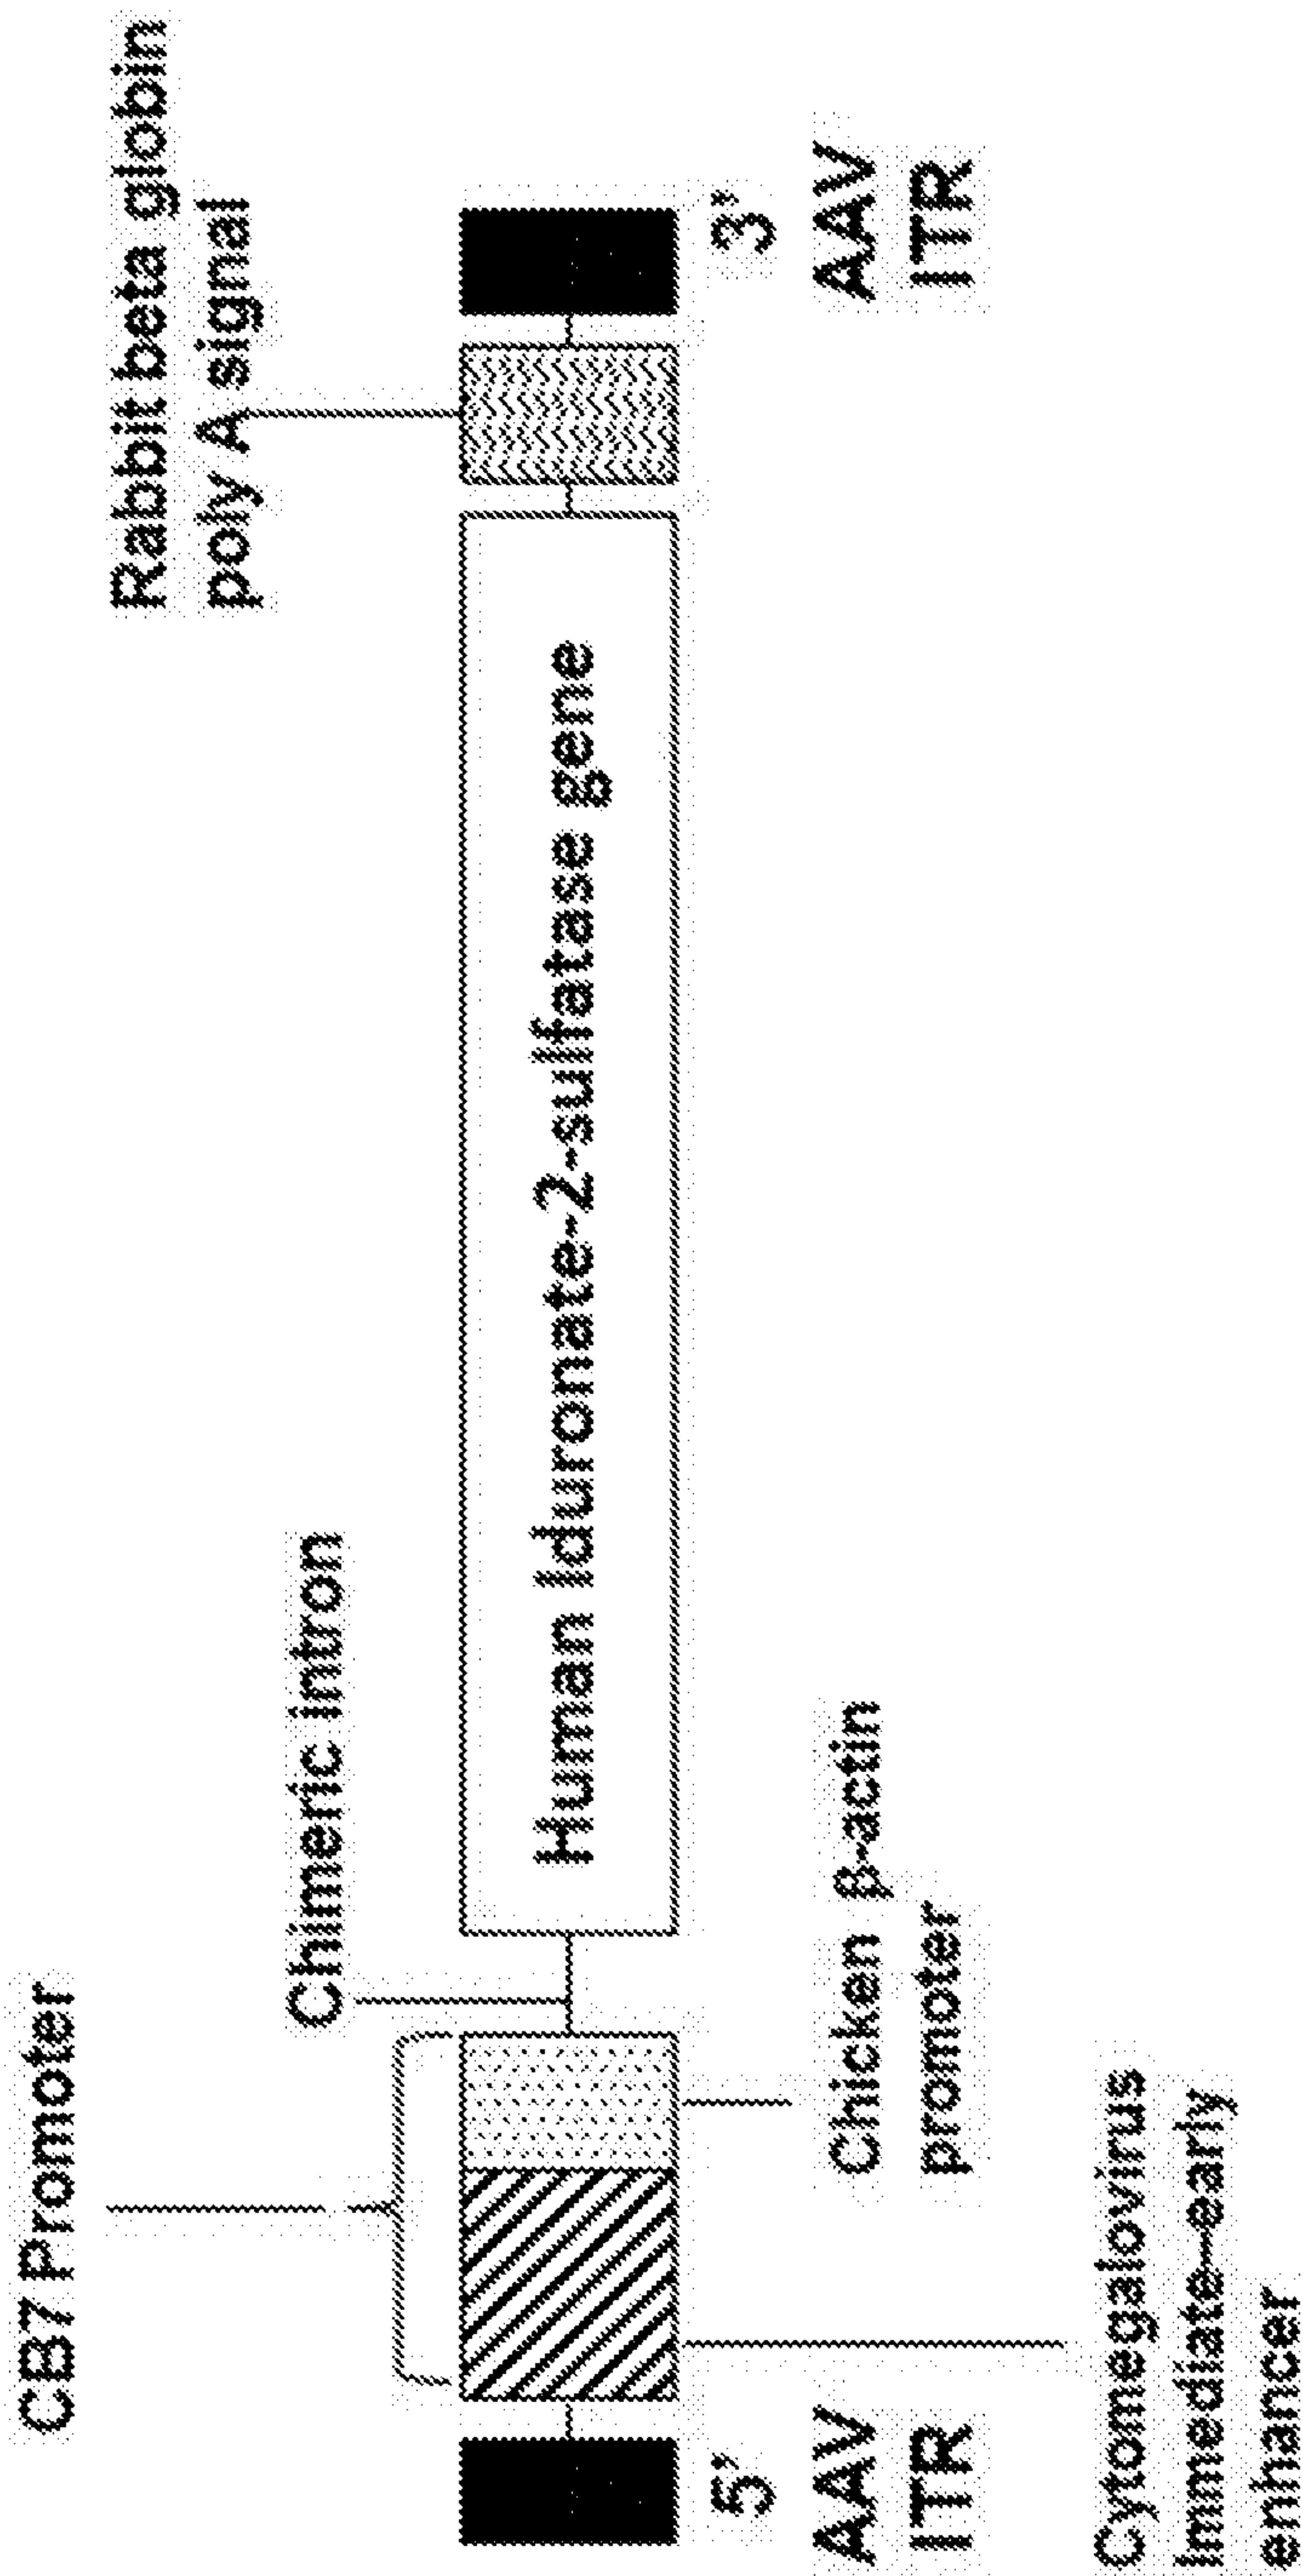 CB7 Promoter
Chimeric intron
Rabbit beta globin
poly A signal
Human Iduronate-2-sulfatase gene
5'
AAV
ITR
Chicken β-actin
promoter
3'
AAV
ITR
Cytomegalovirus
immediate-early
enhancer